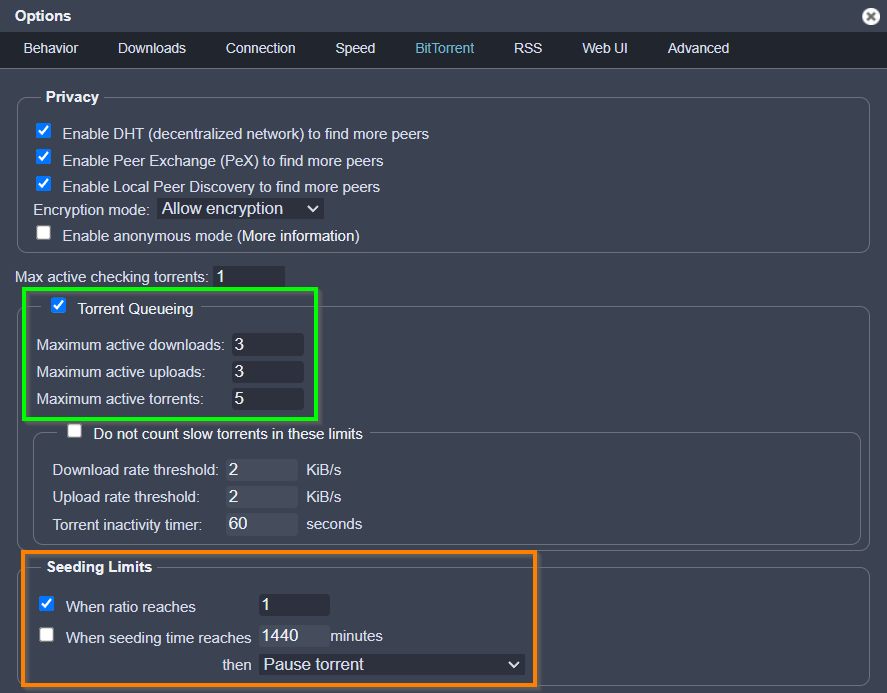 Options
Behavior Downloads Connection Speed BitTorrent RSS Web UI Advanced
Privacy
Enable DHT (decentralized network) to find more peers
Enable Peer Exchange (PeX) to find more peers
Enable Local Peer Discovery to find more peers
Encryption mode: Allow encryption
Enable anonymous mode (More information)
Max active checking torrents: 1
Torrent Queueing
Maximum active downloads: 3
Maximum active uploads: 3
Maximum active torrents: 5
Do not count slow torrents in these limits
Download rate threshold: 2 KiB/s
Upload rate threshold: 2 KiB/s
Torrent inactivity timer: 60 seconds
Seeding Limits
When ratio reaches 1
When seeding time reaches 1440 minutes
then Pause torrent